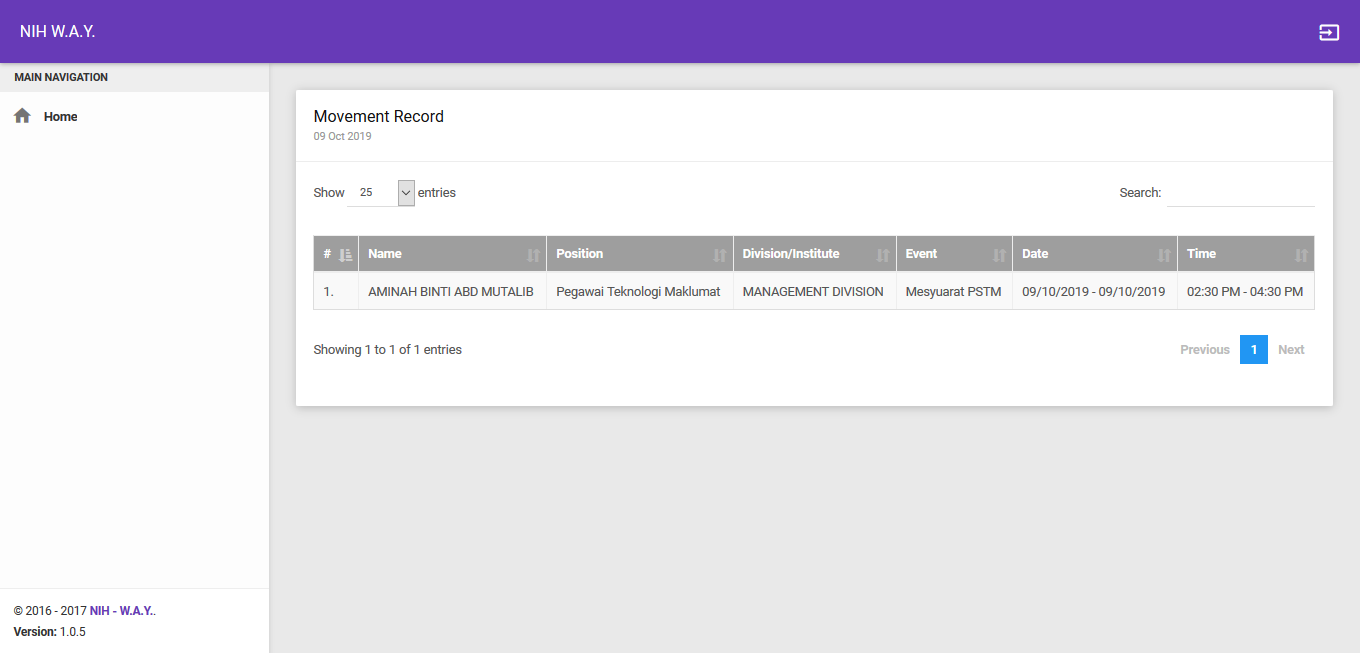 NIH W.A.Y.
MAIN NAVIGATION
Home
Movement Record
09 Oct 2019
Show 25 entries Search:
# Name Position Division/Institute Event Date Time
1. AMINAH BINTI ABD MUTALIB Pegawai Teknologi Maklumat MANAGEMENT DIVISION Mesyuarat PSTM 09/10/2019 - 09/10/2019 02:30 PM - 04:30 PM
Showing 1 to 1 of 1 entries Previous 1 Next
© 2016 - 2017 NIH - W.A.Y..
Version: 1.0.5